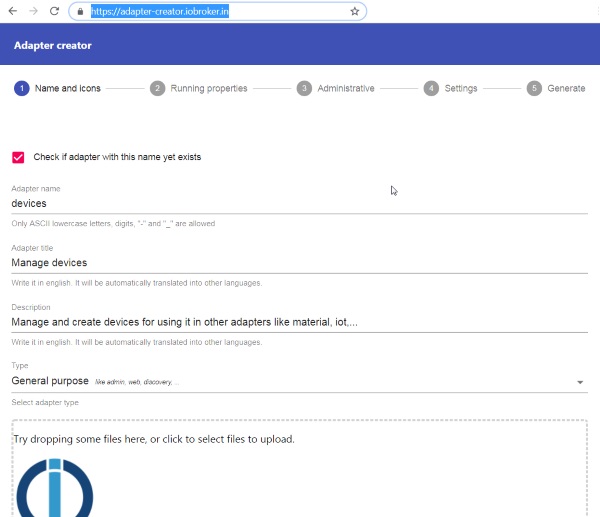 https://adapter-creator.iobroker.in
Adapter creator
1 Name and icons 2 Running properties 3 Administrative 4 Settings 5 Generate
Check if adapter with this name yet exists
Adapter name
devices
Only ASCII lowercase letters, digits, "-" and "_" are allowed
Adapter title
Manage devices
Write it in english. It will be automatically translated into other languages.
Description
Manage and create devices for using it in other adapters like material, iot,...
Write it in english. It will be automatically translated into other languages.
Type
General purpose like admin, web, discovery, ...
Select adapter type
Try dropping some files here, or click to select files to upload.